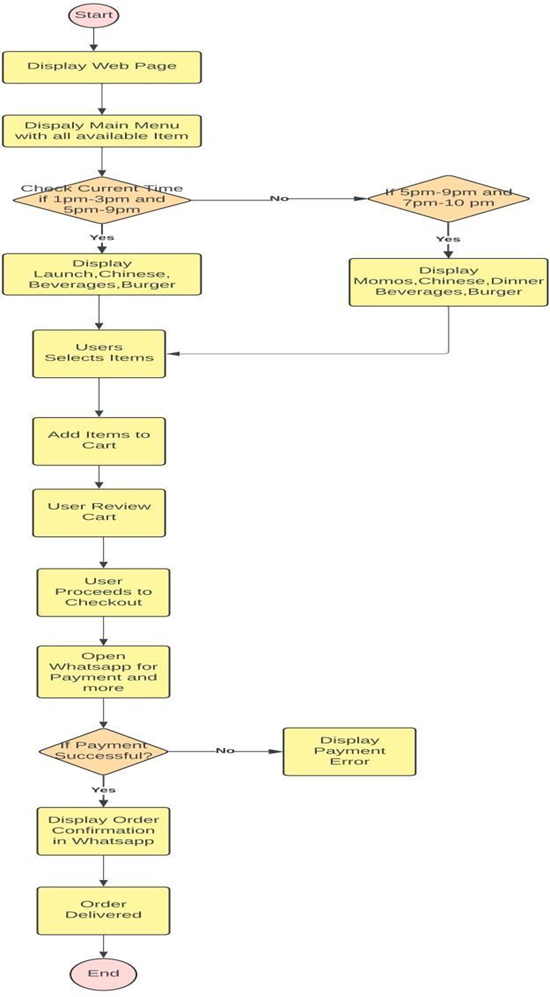 Start
Display Web Page
Dispaly Main Menu
with all available Item
Check Current Time
if 1pm-3pm and
5pm-9pm
No
If 5pm-9pm and
7pm-10 pm
Yes
Yes
Display
Launch,Chinese,
Beverages,Burger
Display
Momos,Chinese,Dinner
Beverages,Burger
Users
Selects Items
Add Items to
Cart
User Review
Cart
User
Proceeds to
Checkout
Open
Whatsapp for
Payment and
more
If Payment
Successful?
No
Display
Payment
Error
Yes
Display Order
Confirmation
in Whatsapp
Order
Delivered
End